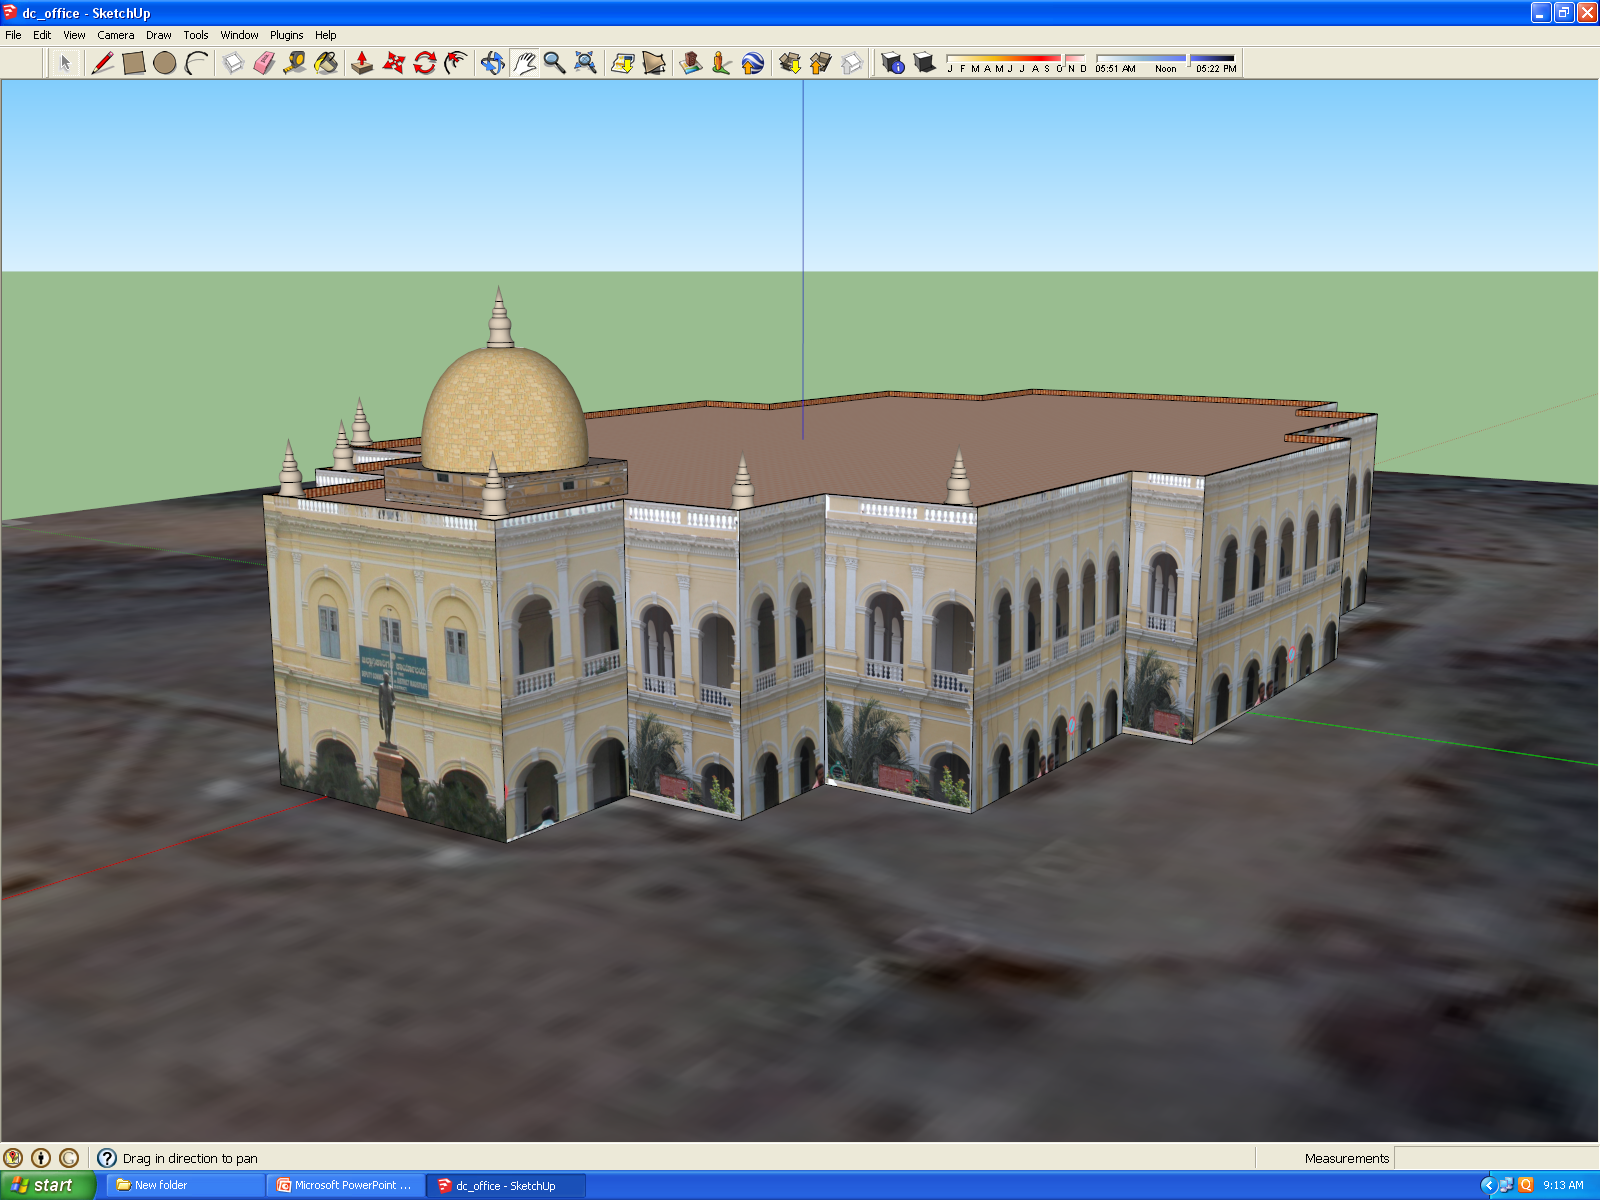 dc_office - SketchUp
File Edit View Camera Draw Tools Window Plugins Help
J F M A M J J A S O N D 05:51 AM Noon 05:22 PM
Drag in direction to pan
Measurements
start New folder Microsoft PowerPoint ... dc_office - SketchUp 9:13 AM